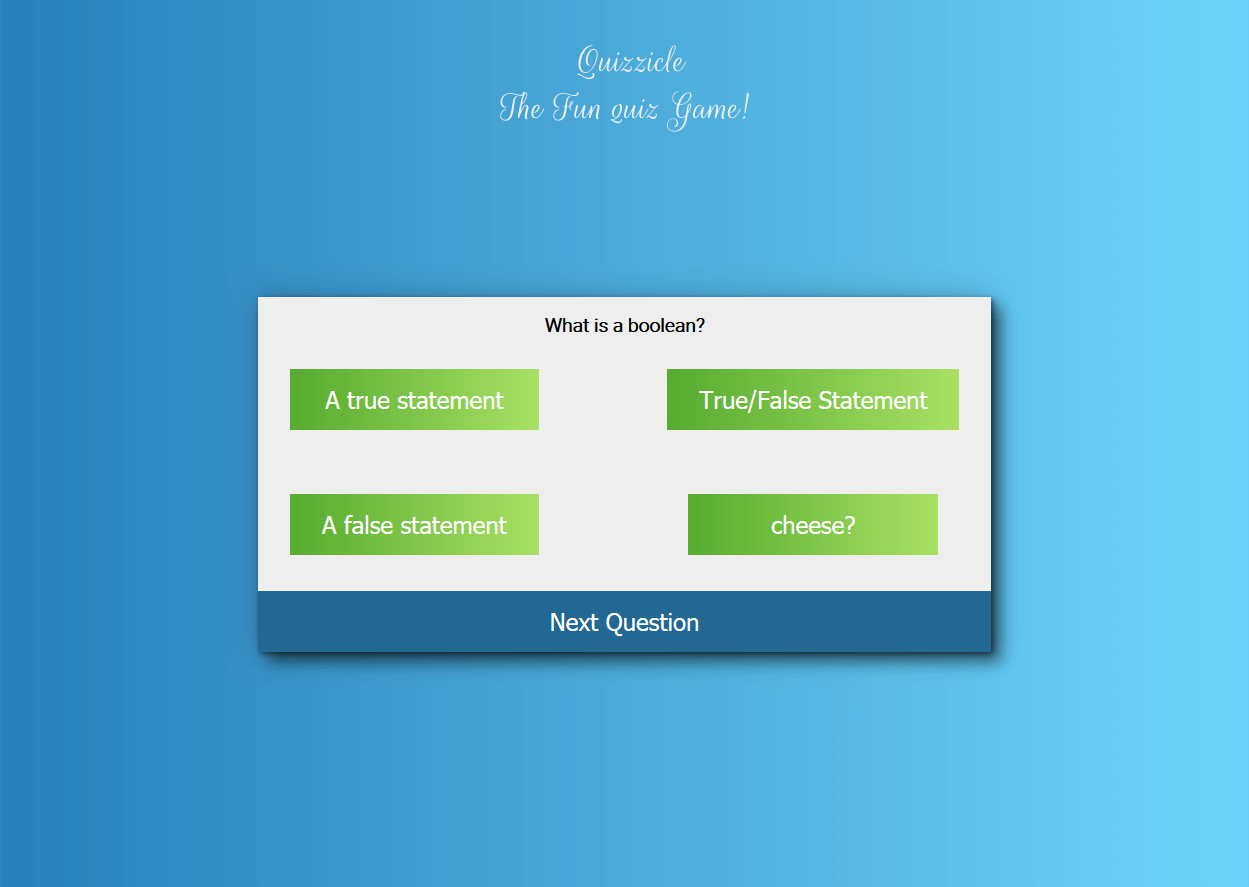 Quizzicle
The Fun quiz Game!
What is a boolean?
A true statement
True/False Statement
A false statement
cheese?
Next Question